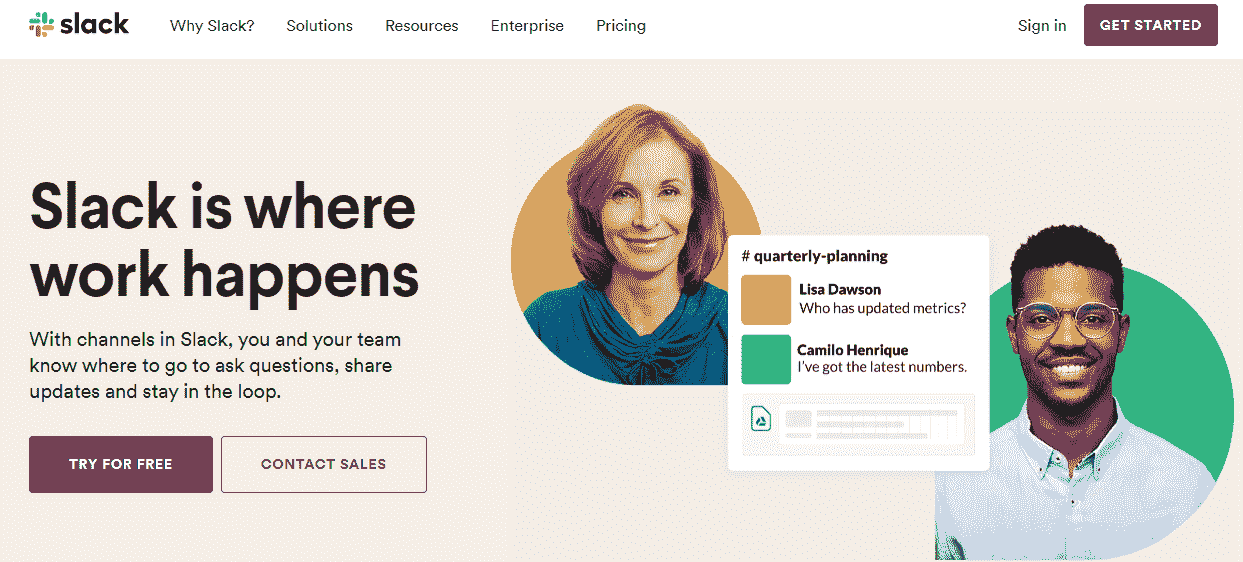 slack
Why Slack?
Solutions
Resources
Enterprise
Pricing
Sign in
GET STARTED
Slack is where
work happens
With channels in Slack, you and your team
know where to go to ask questions, share
updates and stay in the loop.
TRY FOR FREE
CONTACT SALES
# quarterly-planning
Lisa Dawson
Who has updated metrics?
Camilo Henrique
I've got the latest numbers.